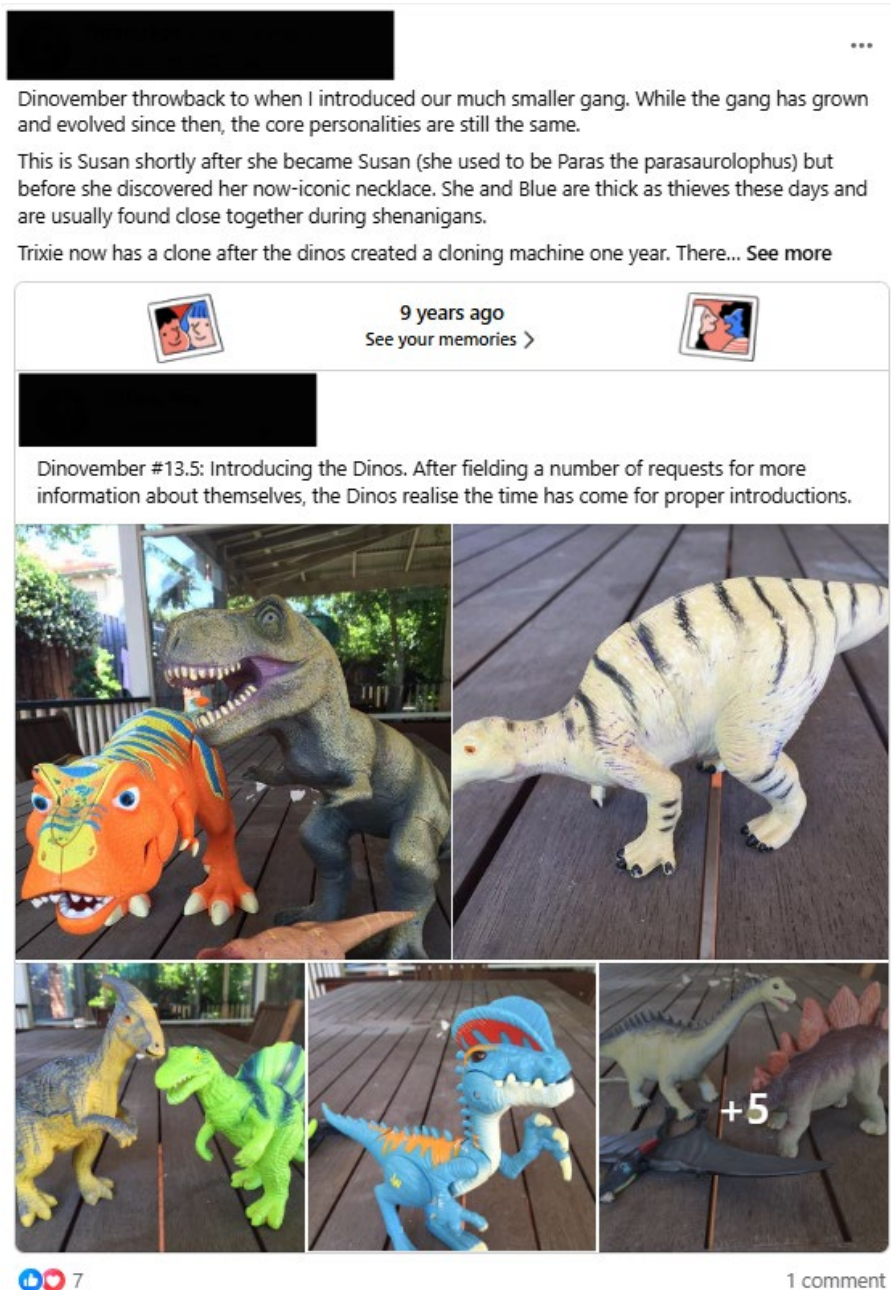 Dinovember throwback to when I introduced our much smaller gang. While the gang has grown
and evolved since then, the core personalities are still the same.
This is Susan shortly after she became Susan (she used to be Paras the parasaurolophus) but
before she discovered her now-iconic necklace. She and Blue are thick as thieves these days and
are usually found close together during shenanigans.
Trixie now has a clone after the dinos created a cloning machine one year. There... See more
9 years ago
See your memories >
Dinovember #13.5: Introducing the Dinos. After fielding a number of requests for more
information about themselves, the Dinos realise the time has come for proper introductions.
+5
7
1 comment